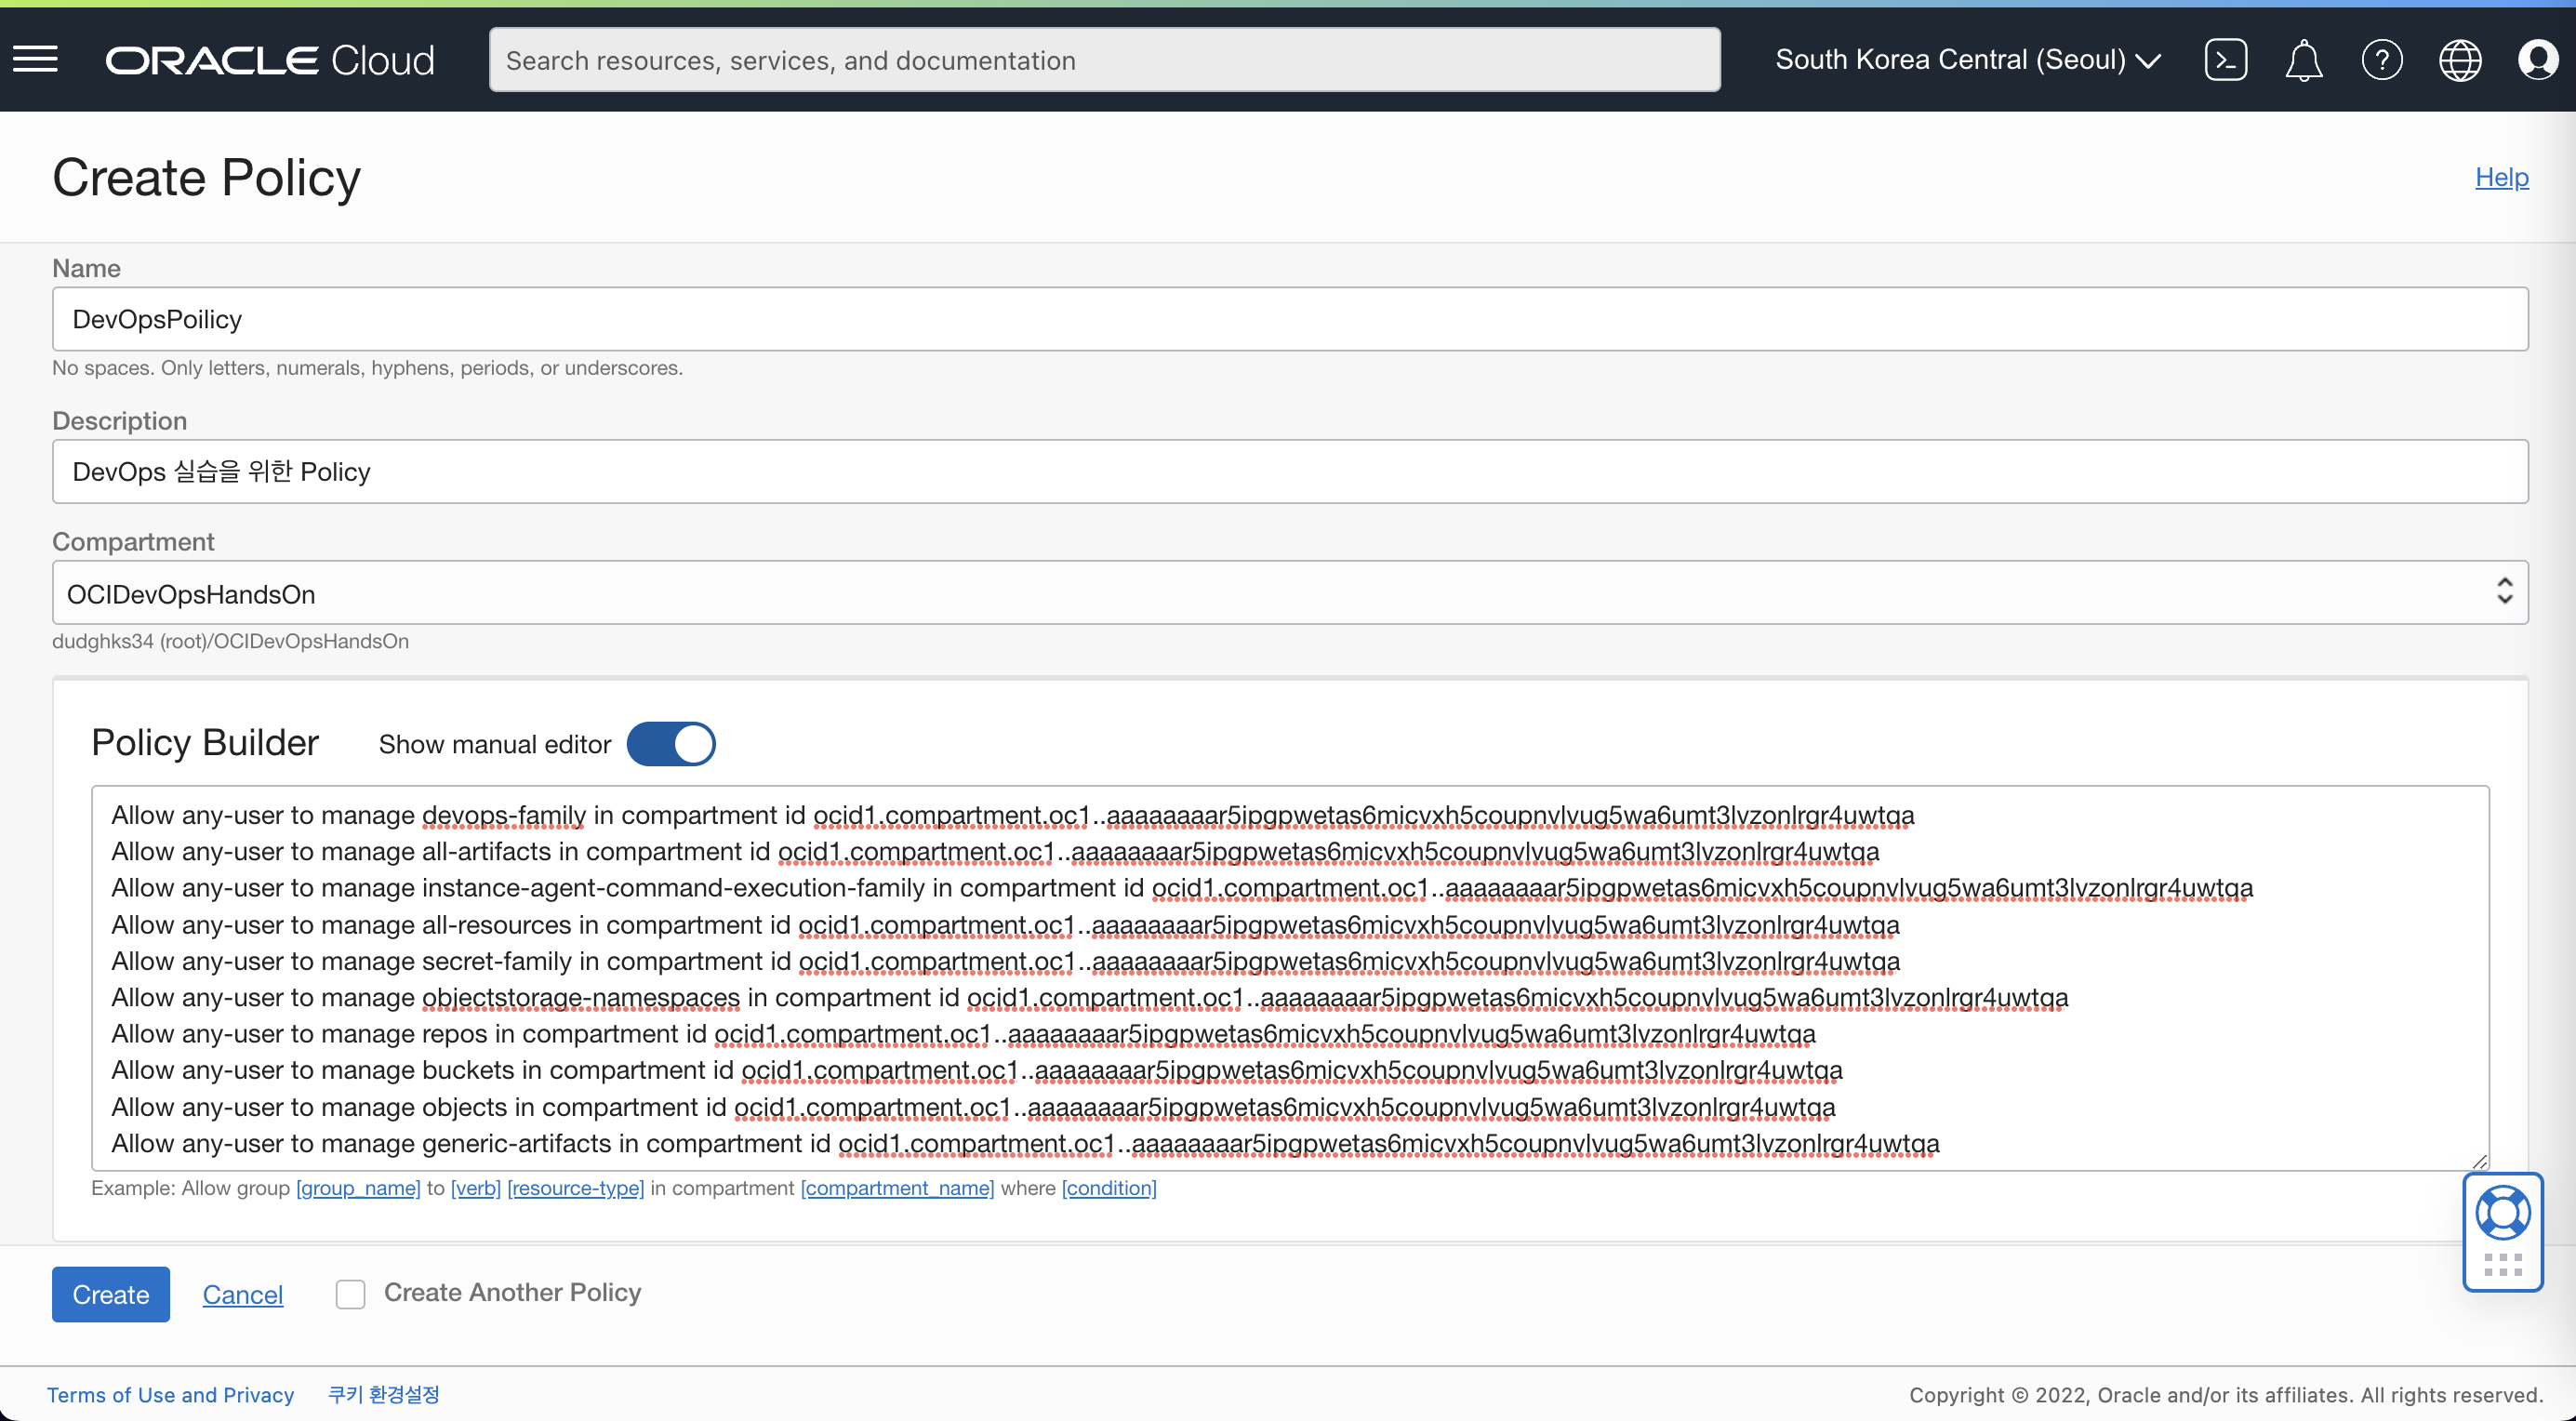 ORACLE Cloud
Search resources, services, and documentation
South Korea Central (Seoul)
Create Policy
Help
Name
DevOpsPoilicy
No spaces. Only letters, numerals, hyphens, periods, or underscores.
Description
DevOps 실습을 위한 Policy
Compartment
OCIDevOpsHandsOn
dudghks34 (root)/OCIDevOpsHandsOn
Policy Builder
Show manual editor
Allow any-user to manage devops-family in compartment id ocid1.compartment.oc1..aaaaaaaar5ipgpwetas6micvxh5coupnvlvug5wa6umt3lvzonlrgr4uwtqa
Allow any-user to manage all-artifacts in compartment id ocid1.compartment.oc1..aaaaaaaar5ipgpwetas6micvxh5coupnvlvug5wa6umt3lvzonlrgr4uwtqa
Allow any-user to manage instance-agent-command-execution-family in compartment id ocid1.compartment.oc1..aaaaaaaar5ipgpwetas6micvxh5coupnvlvug5wa6umt3lvzonlrgr4uwtqa
Allow any-user to manage all-resources in compartment id ocid1.compartment.oc1..aaaaaaaar5ipgpwetas6micvxh5coupnvlvug5wa6umt3lvzonlrgr4uwtqa
Allow any-user to manage secret-family in compartment id ocid1.compartment.oc1..aaaaaaaar5ipgpwetas6micvxh5coupnvlvug5wa6umt3lvzonlrgr4uwtqa
Allow any-user to manage objectstorage-namespaces in compartment id ocid1.compartment.oc1..aaaaaaaar5ipgpwetas6micvxh5coupnvlvug5wa6umt3lvzonlrgr4uwtqa
Allow any-user to manage repos in compartment id ocid1.compartment.oc1..aaaaaaaar5ipgpwetas6micvxh5coupnvlvug5wa6umt3lvzonlrgr4uwtqa
Allow any-user to manage buckets in compartment id ocid1.compartment.oc1..aaaaaaaar5ipgpwetas6micvxh5coupnvlvug5wa6umt3lvzonlrgr4uwtqa
Allow any-user to manage objects in compartment id ocid1.compartment.oc1..aaaaaaaar5ipgpwetas6micvxh5coupnvlvug5wa6umt3lvzonlrgr4uwtqa
Allow any-user to manage generic-artifacts in compartment id ocid1.compartment.oc1..aaaaaaaar5ipgpwetas6micvxh5coupnvlvug5wa6umt3lvzonlrgr4uwtqa
Example: Allow group [group_name] to [verb] [resource-type] in compartment [compartment_name] where [condition]
Create
Cancel
Create Another Policy
Terms of Use and Privacy
쿠키 환경설정
Copyright © 2022, Oracle and/or its affiliates. All rights reserved.